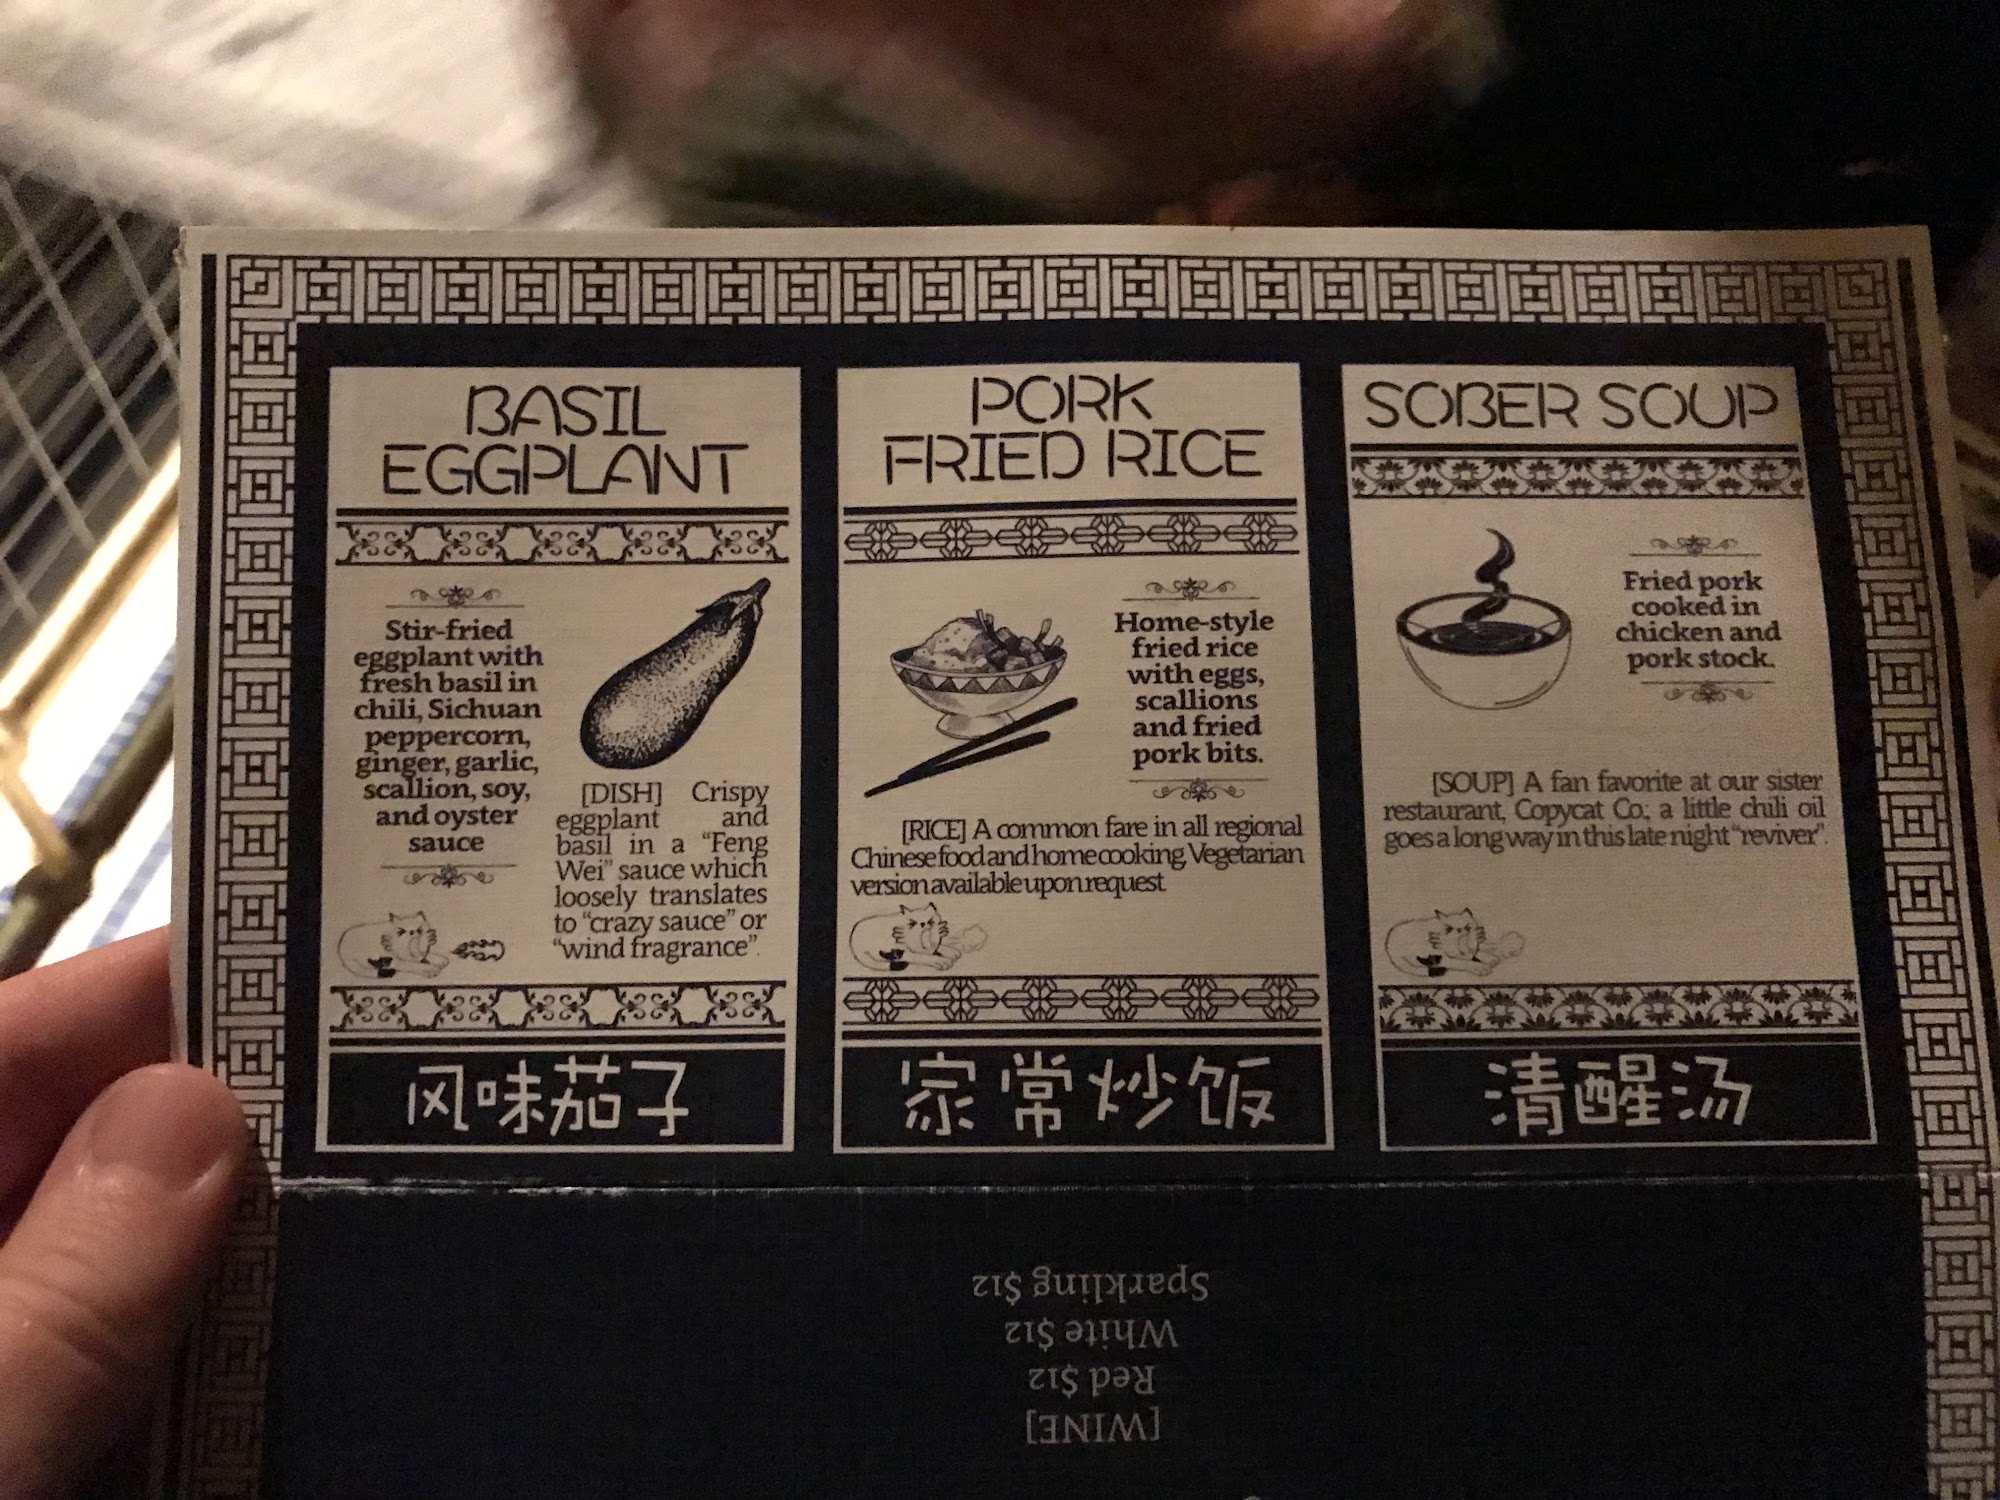 BASIL
EGGPLANT
Stir-fried
eggplant with
fresh basil in
chili, Sichuan
peppercorn,
ginger, garlic,
scallion, soy,
and oyster
sauce
[DISH] Crispy
eggplant and
basil in a “Feng
Wei” sauce which
loosely translates
to “crazy sauce” or
“wind fragrance”.
风味茄子
PORK
FRIED RICE
Home-style
fried rice
with eggs,
scallions
and fried
pork bits.
[RICE] A common fare in all regional
Chinese food and home cooking. Vegetarian
version available upon request
家常炒饭
SOBER SOUP
Fried pork
cooked in
chicken and
pork stock.
[SOUP] A fan favorite at our sister
restaurant, Copycat Co; a little chili oil
goes a long way in this late night “reviver”.
清醒汤
[WINE]
Red $12
White $12
Sparkling $12